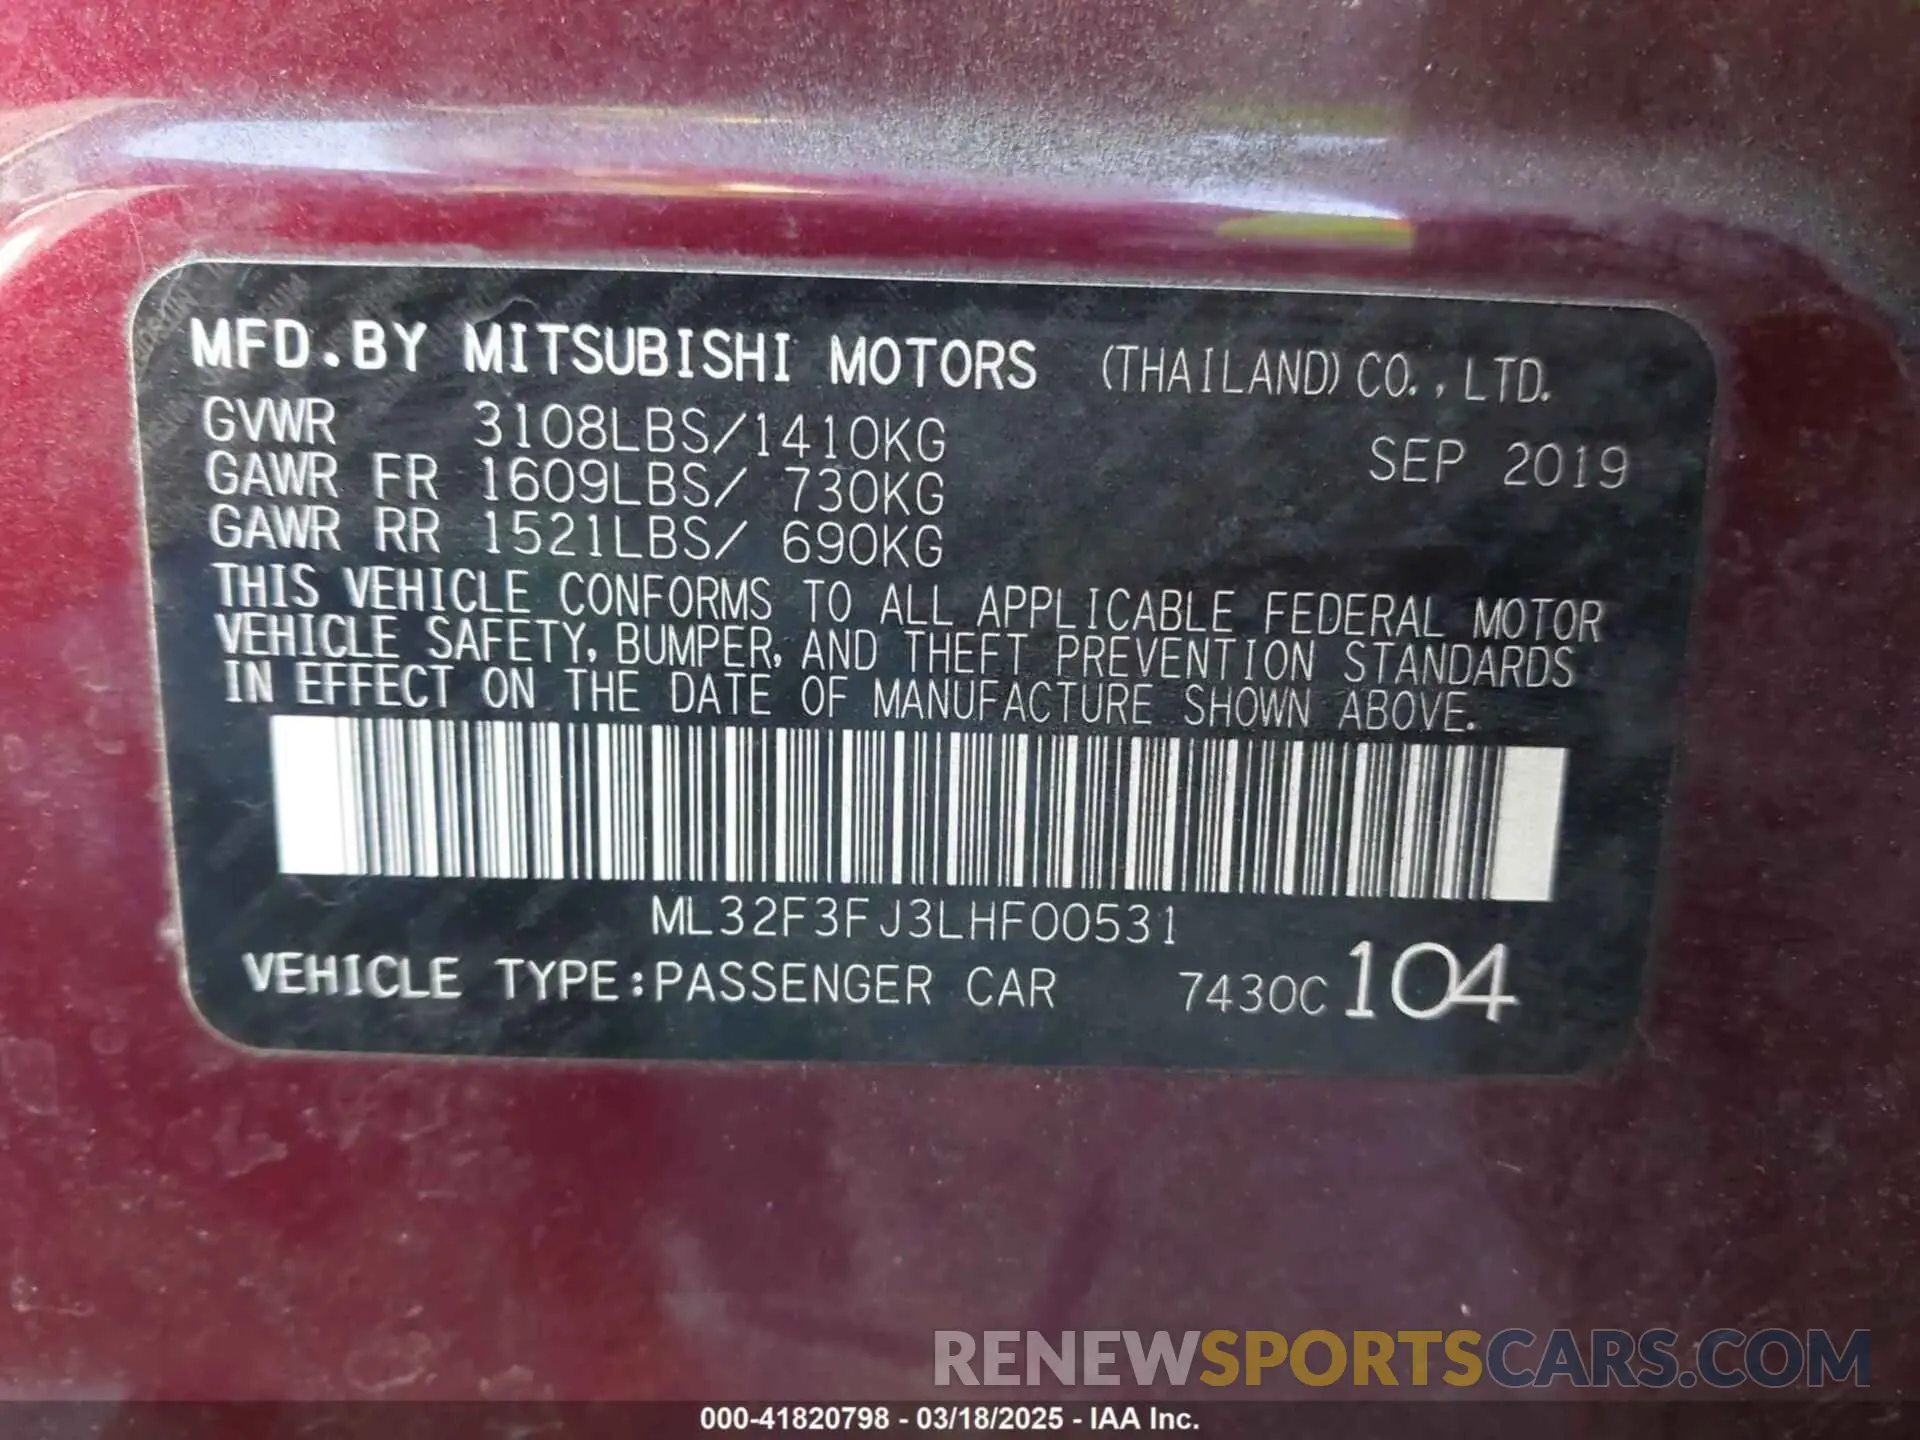 MFD.BY MITSUBISHI MOTORS (THAILAND) CO., LTD.
GVWR 3108LBS/1410KG SEP 2019
GAWR FR 1609LBS/ 730KG
GAWR RR 1521LBS/ 690KG
THIS VEHICLE CONFORMS TO ALL APPLICABLE FEDERAL MOTOR
VEHICLE SAFETY, BUMPER, AND THEFT PREVENTION STANDARDS
IN EFFECT ON THE DATE OF MANUFACTURE SHOWN ABOVE.
ML32F3FJ3LHF00531
VEHICLE TYPE:PASSENGER CAR 7430C104
RENEWSPORTSCARS.COM
000-41820798 - 03/18/2025 - IAA Inc.